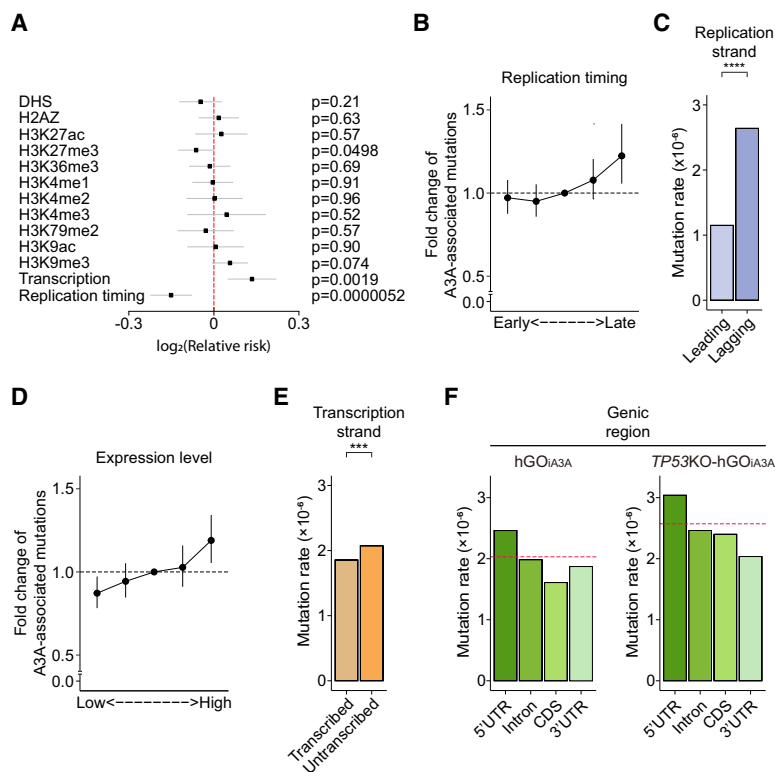 A
DHS p=0.21
H2AZ p=0.63
H3K27ac p=0.57
H3K27me3 p=0.0498
H3K36me3 p=0.69
H3K4me1 p=0.91
H3K4me2 p=0.96
H3K4me3 p=0.52
H3K79me2 p=0.57
H3K9ac p=0.90
H3K9me3 p=0.074
Transcription p=0.0019
Replication timing p=0.0000052
-0.3 0 0.3
log₂(Relative risk)
B
Replication timing
Fold change of
A3A-associated mutations
1.5
1.0
0.5
0.0
Early<------>Late
C
Replication
strand
****
Mutation rate (x10⁻⁶)
3
2
1
0
Leading
Lagging
D
Expression level
Fold change of
A3A-associated mutations
1.5
1.0
0.5
0.0
Low<-------->High
E
Transcription
strand
***
Mutation rate (×10⁻⁶)
3
2
1
0
Transcribed
Untranscribed
F
Genic
region
hGOiA3A
Mutation rate (×10⁻⁶)
3
2
1
0
5'UTR
Intron
CDS
3'UTR
TP53KO-hGOiA3A
Mutation rate (×10⁻⁶)
3
2
1
0
5'UTR
Intron
CDS
3'UTR